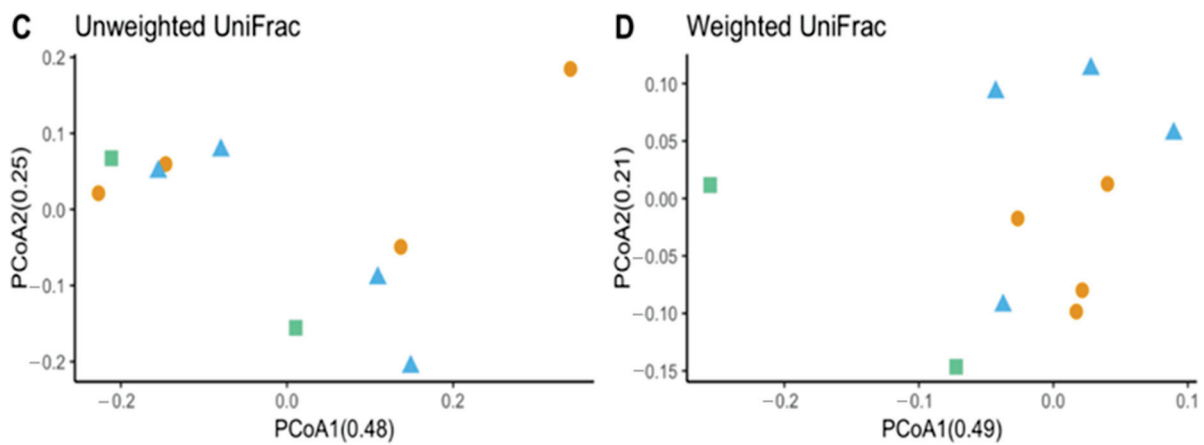 C Unweighted UniFrac
0.2
0.1
0.0
−0.1
−0.2
PCoA2(0.25)
−0.2 0.0 0.2
PCoA1(0.48)
D Weighted UniFrac
0.10
0.05
0.00
−0.05
−0.10
−0.15
PCoA2(0.21)
−0.2 −0.1 0.0 0.1
PCoA1(0.49)